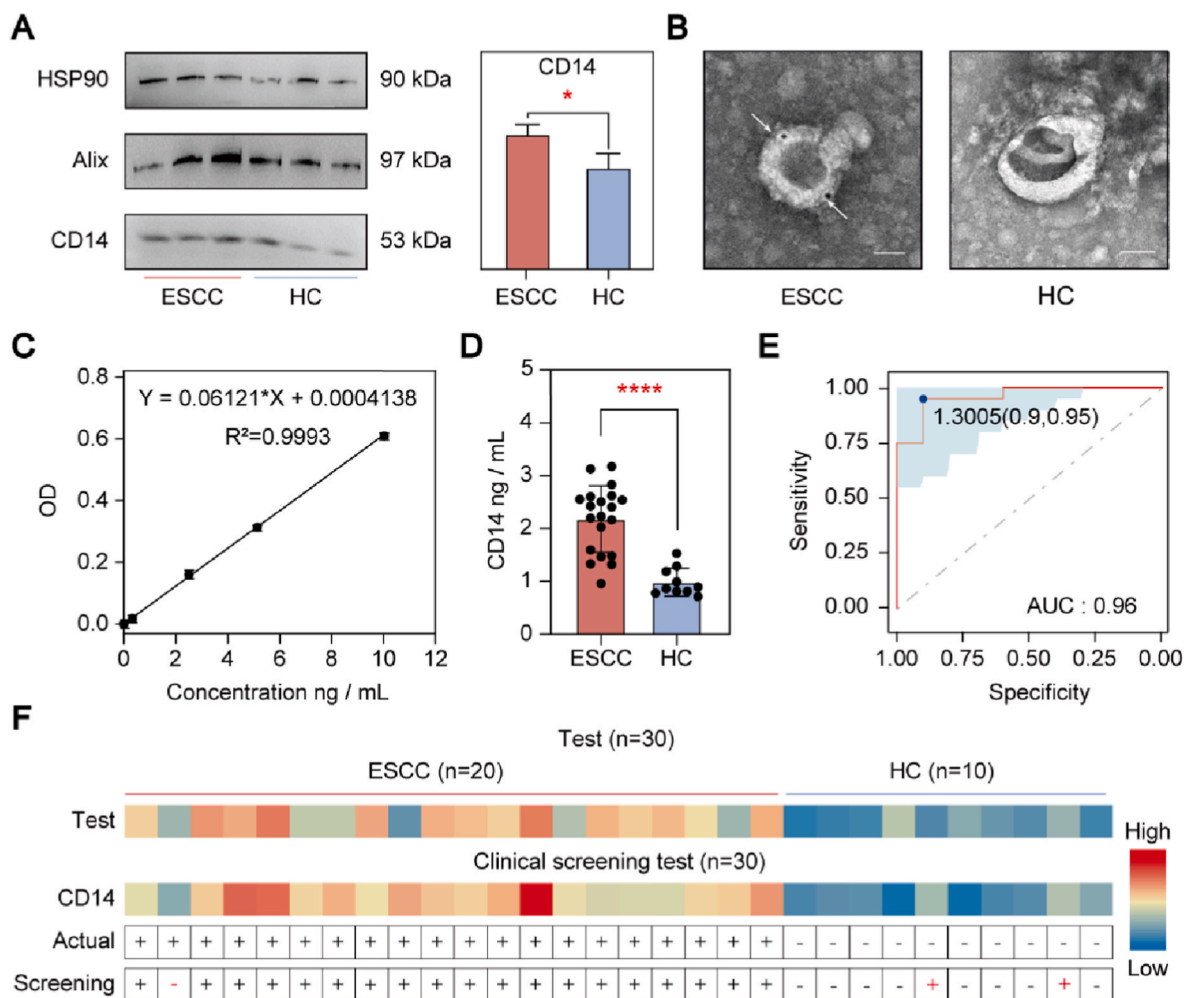 A
HSP90
90 kDa
Alix
97 kDa
CD14
53 kDa
ESCC
HC
CD14
*
ESCC
HC
B
ESCC
HC
C
0.8
0.6
0.4
0.2
0.0
OD
Y = 0.06121*X + 0.0004138
R²=0.9993
0 2 4 6 8 10 12
Concentration ng / mL
D
5
4
3
2
1
0
CD14 ng / mL
****
ESCC
HC
E
1.00
0.75
0.50
0.25
0.00
Sensitivity
1.3005(0.9,0.95)
AUC : 0.96
1.00 0.75 0.50 0.25 0.00
Specificity
F
Test (n=30)
ESCC (n=20)
HC (n=10)
Test
Clinical screening test (n=30)
CD14
Actual + + + + + + + + + + + + + + + + + + + + - - - - - - - - - -
Screening + - + + + + + + + + + + + + + + + + + + - - - - + - - - + -
High
Low